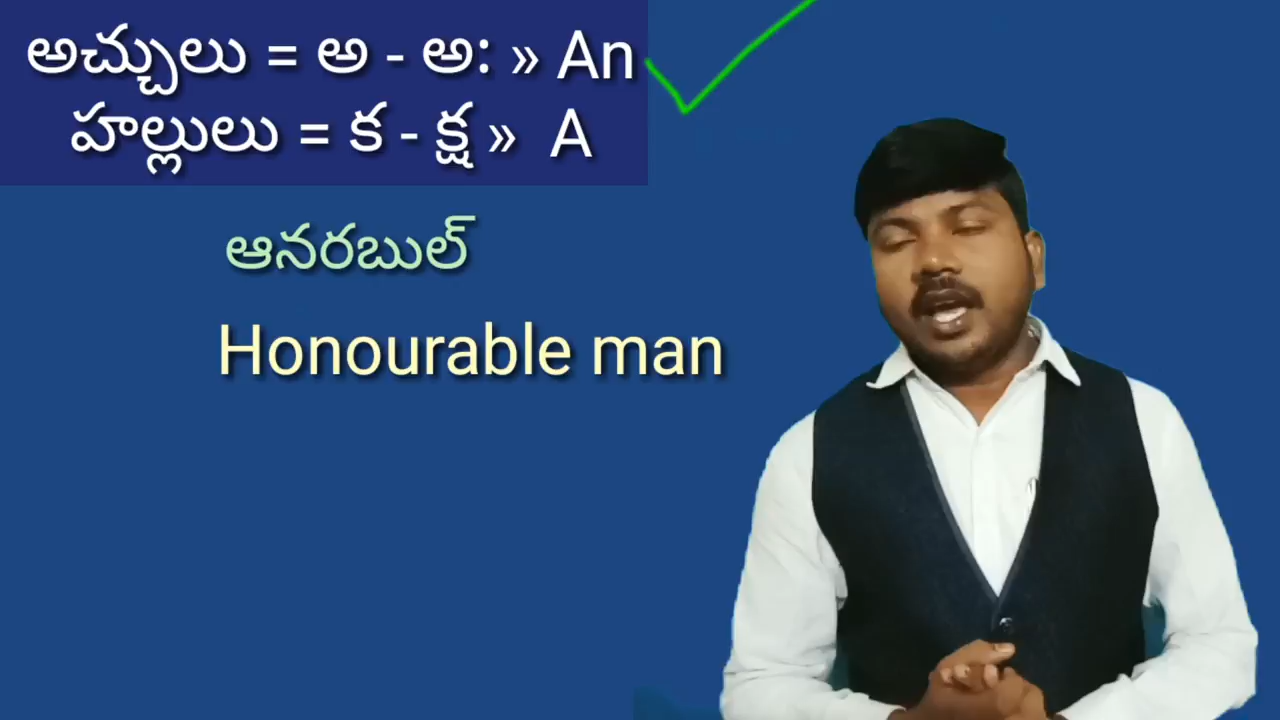 అచ్చులు = అ - అః » An
హల్లులు = క - క్ష » A
ఆనరబుల్
Honourable man